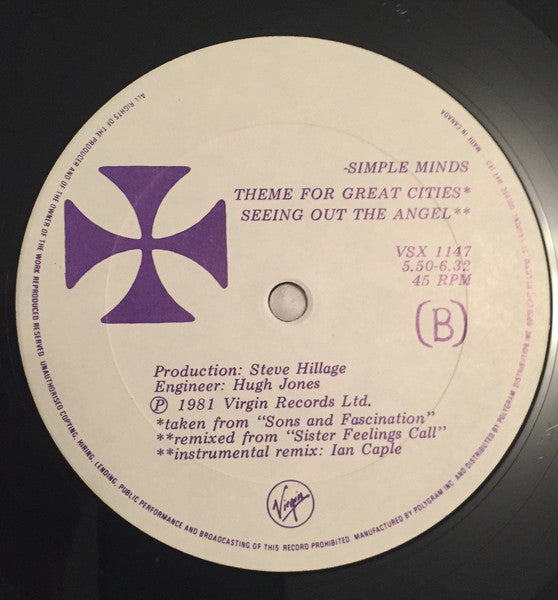 -SIMPLE MINDS
THEME FOR GREAT CITIES*
SEEING OUT THE ANGEL**
VSX 1147
5.50-6.32
45 RPM
(B)
Production: Steve Hillage
Engineer: Hugh Jones
Ⓟ 1981 Virgin Records Ltd.
*taken from "Sons and Fascination"
**remixed from "Sister Feelings Call"
**instrumental remix: Ian Caple
Virgin
ALL RIGHTS OF THE PRODUCER AND OF THE OWNER OF THE WORK REPRODUCED RESERVED. UNAUTHORISED COPYING, HIRING, LENDING, PUBLIC PERFORMANCE AND BROADCASTING OF THIS RECORD PROHIBITED. MANUFACTURED BY POLYGRAM INC. AND DISTRIBUTED BY POLYGRAM DISTRIBUTION INC.
MADE IN CANADA